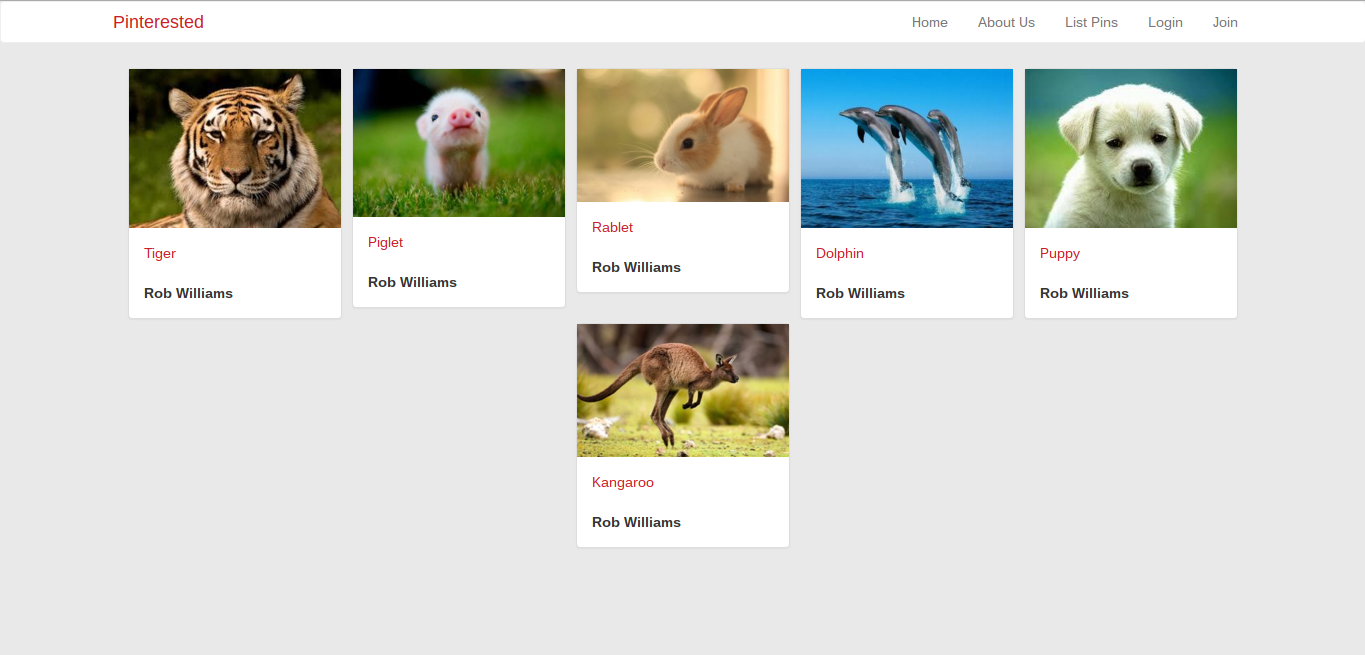 Pinterested
Home About Us List Pins Login Join
Tiger
Rob Williams
Piglet
Rob Williams
Rablet
Rob Williams
Dolphin
Rob Williams
Puppy
Rob Williams
Kangaroo
Rob Williams